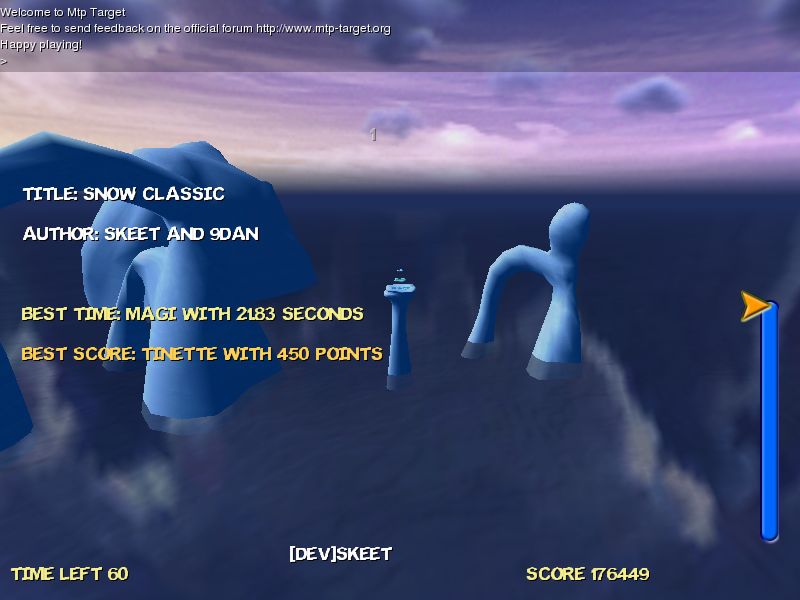 Welcome to Mtp Target
Feel free to send feedback on the official forum http://www.mtp-target.org
Happy playing!
>
1
TITLE: SNOW CLASSIC
AUTHOR: SKEET AND 9DAN
BEST TIME: MAGI WITH 21.83 SECONDS
BEST SCORE: TINETTE WITH 450 POINTS
[DEV]SKEET
TIME LEFT 60
SCORE 176449